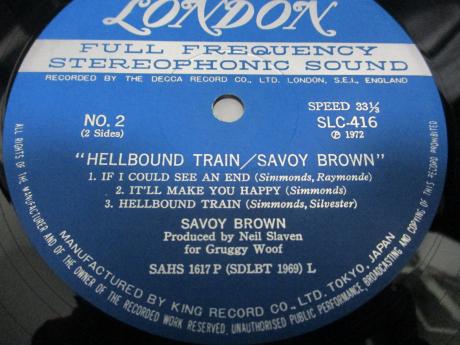 LONDON
FULL FREQUENCY
STEREOPHONIC SOUND
RECORDED BY THE DECCA RECORD CO., LTD. LONDON, S.E.I., ENGLAND
NO. 2
(2 Sides)
SPEED 33⅓
SLC-416
℗ 1972
"HELLBOUND TRAIN/SAVOY BROWN"
1. IF I COULD SEE AN END (Simmonds, Raymonde)
2. IT'LL MAKE YOU HAPPY (Simmonds)
3. HELLBOUND TRAIN (Simmonds, Silvester)
SAVOY BROWN
Produced by Neil Slaven
for Gruggy Woof
SAHS 1617 P (SDLBT 1969) L
MANUFACTURED BY KING RECORD CO., LTD. TOKYO, JAPAN
ALL RIGHTS OF THE MANUFACTURER AND OF THE OWNER OF THE RECORDED WORK RESERVED. UNAUTHORISED PUBLIC PERFORMANCE, BROADCASTING AND COPYING OF THIS RECORD PROHIBITED